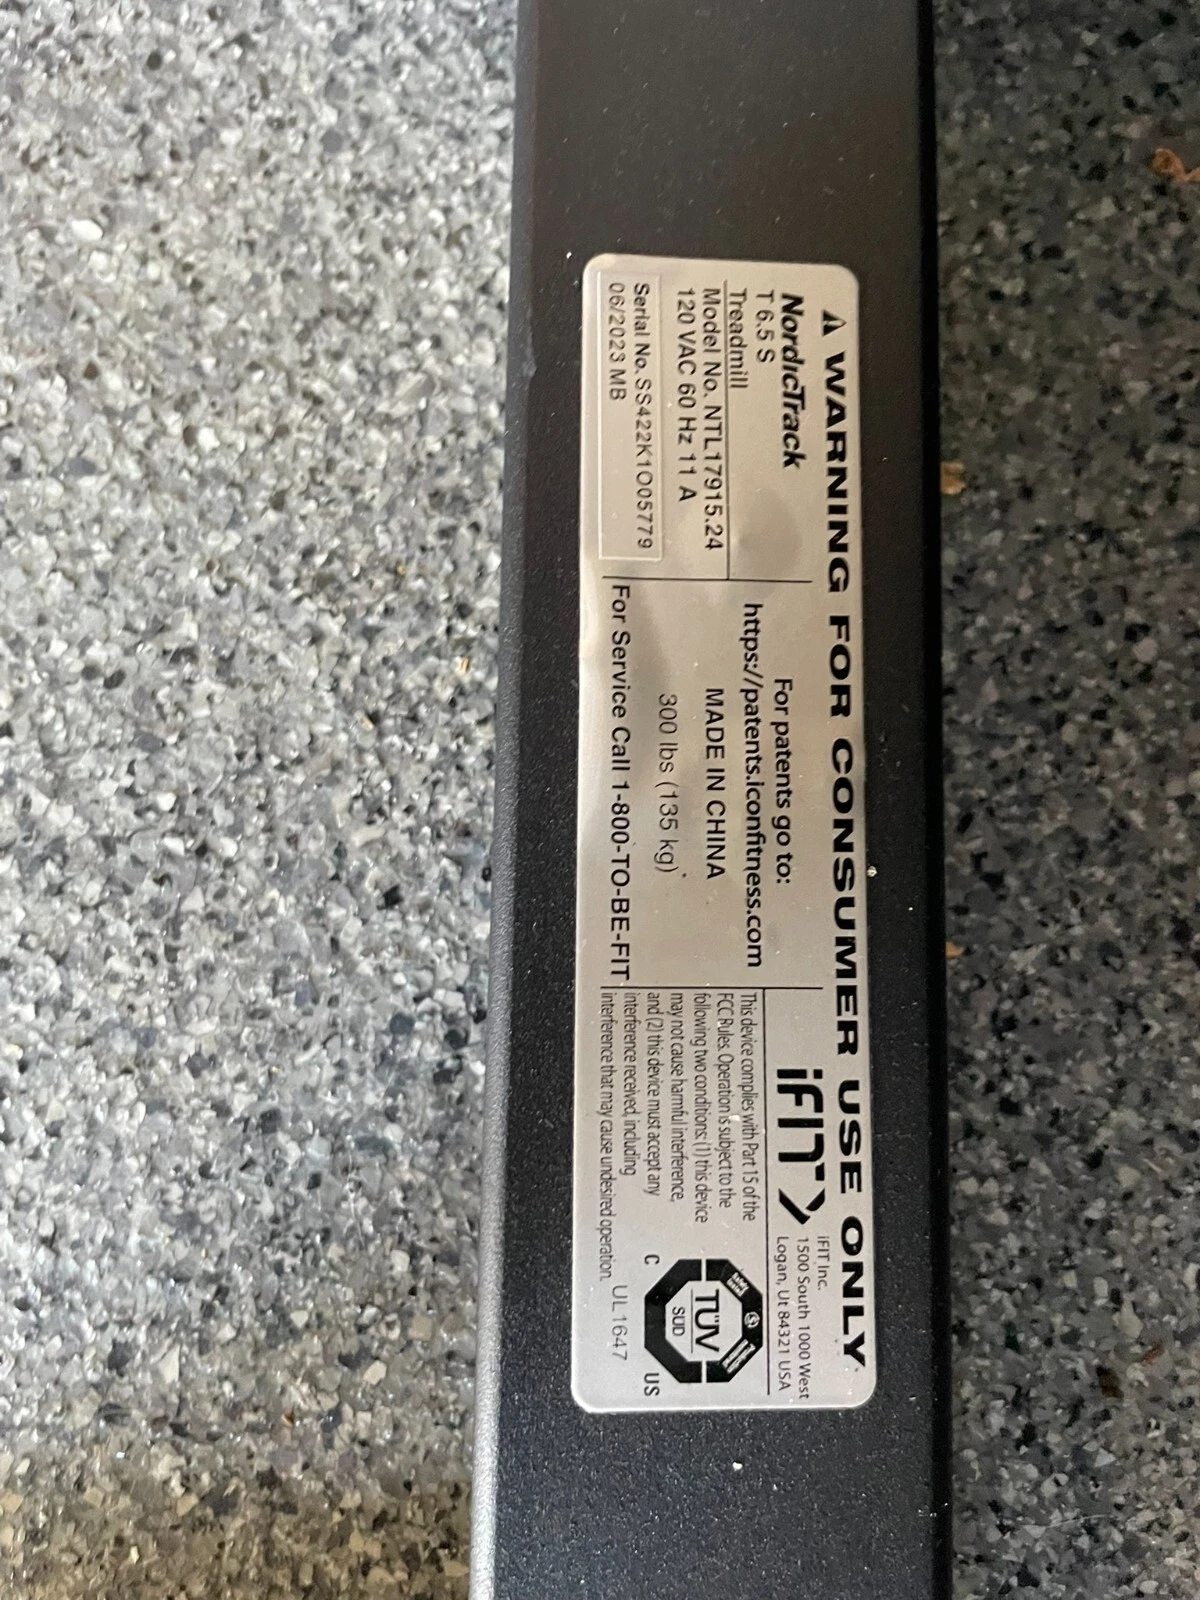 ⚠ WARNING FOR CONSUMER USE ONLY
NordicTrack
T 6.5 S
Treadmill
Model No. NTL17915.24
120 VAC 60 Hz 11 A
Serial No. SS422K1O05779
06/2023 MB
For patents go to:
https://patents.iconfitness.com
MADE IN CHINA
300 lbs (135 kg)
For Service Call 1-800-TO-BE-FIT
iFIT
iFIT Inc.
1500 South 1000 West
Logan, Ut 84321 USA
This device complies with Part 15 of the
FCC Rules. Operation is subject to the
following two conditions: (1) this device
may not cause harmful interference,
and (2) this device must accept any
interference received, including
interference that may cause undesired operation.
TÜV
SÜD
C US
UL 1647